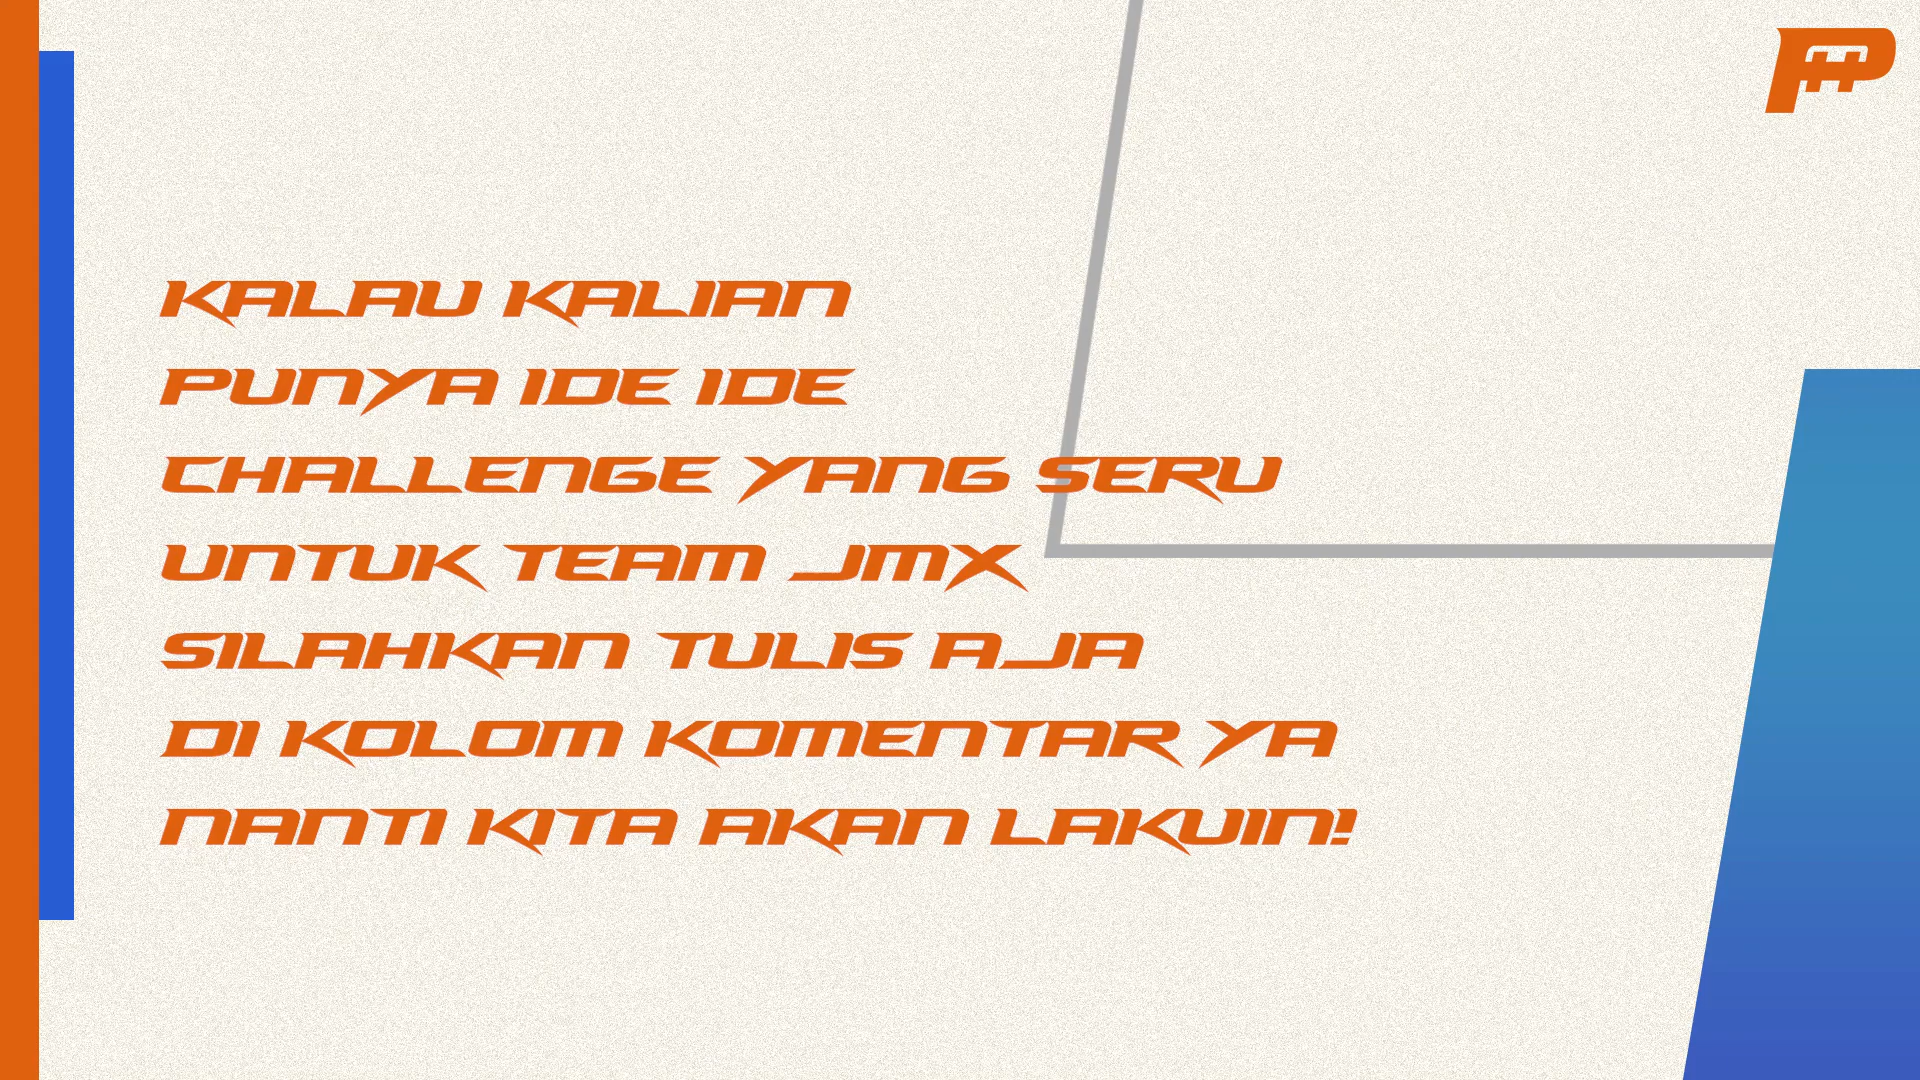 KALAU KALIAN
PUNYA IDE IDE
CHALLENGE YANG SERU
UNTUK TEAM JMX
SILAHKAN TULIS AJA
DI KOLOM KOMENTAR YA
NANTI KITA AKAN LAKUIN!